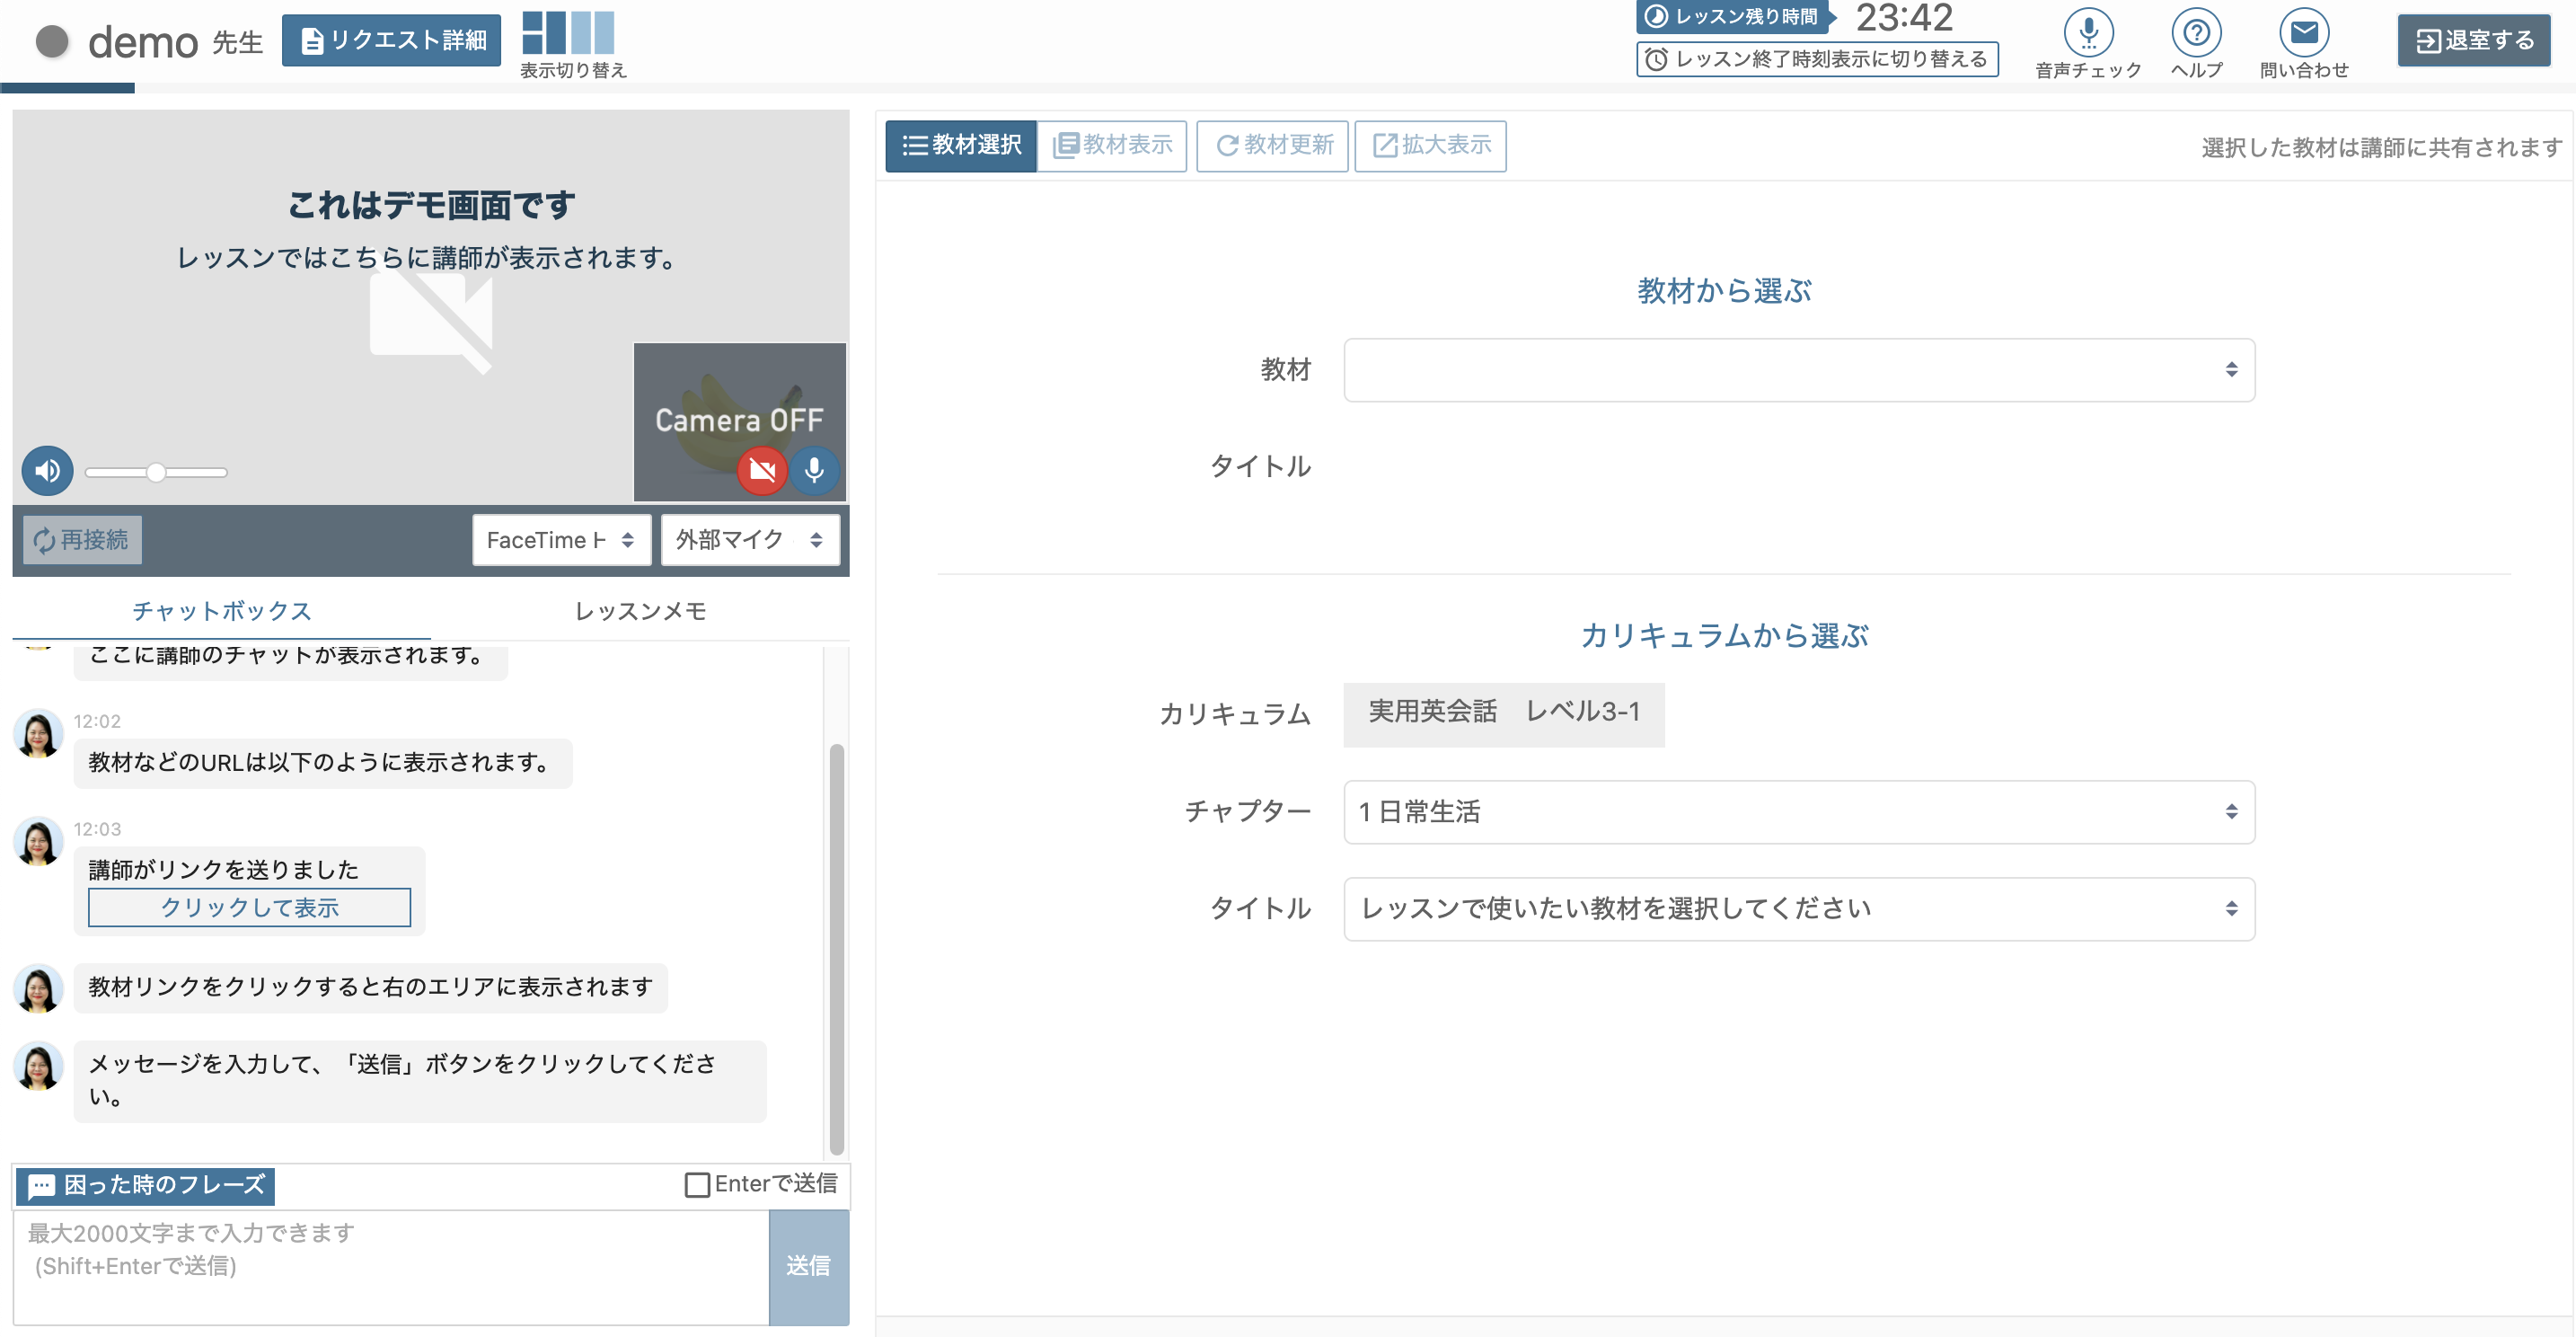 demo 先生
リクエスト詳細
表示切り替え
レッスン残り時間
23:42
レッスン終了時刻表示に切り替える
音声チェック
ヘルプ
問い合わせ
退室する
これはデモ画面です
レッスンではこちらに講師が表示されます。
Camera OFF
再接続
外部マイク
チャットボックス
レッスンメモ
ここに講師のチャットが表示されます。
12:02
教材などのURLは以下のように表示されます。
12:03
講師がリンクを送りました
クリックして表示
教材リンクをクリックすると右のエリアに表示されます
メッセージを入力して、「送信」ボタンをクリックしてくださ
い。
困った時のフレーズ
Enterで送信
最大2000文字まで入力できます
(Shift+Enterで送信)
送信
教材選択
教材表示
教材更新
拡大表示
選択した教材は講師に共有されます
教材から選ぶ
教材
タイトル
カリキュラムから選ぶ
カリキュラム
実用英会話 レベル3-1
チャプター
1 日常生活
タイトル
レッスンで使いたい教材を選択してください
FaceTime